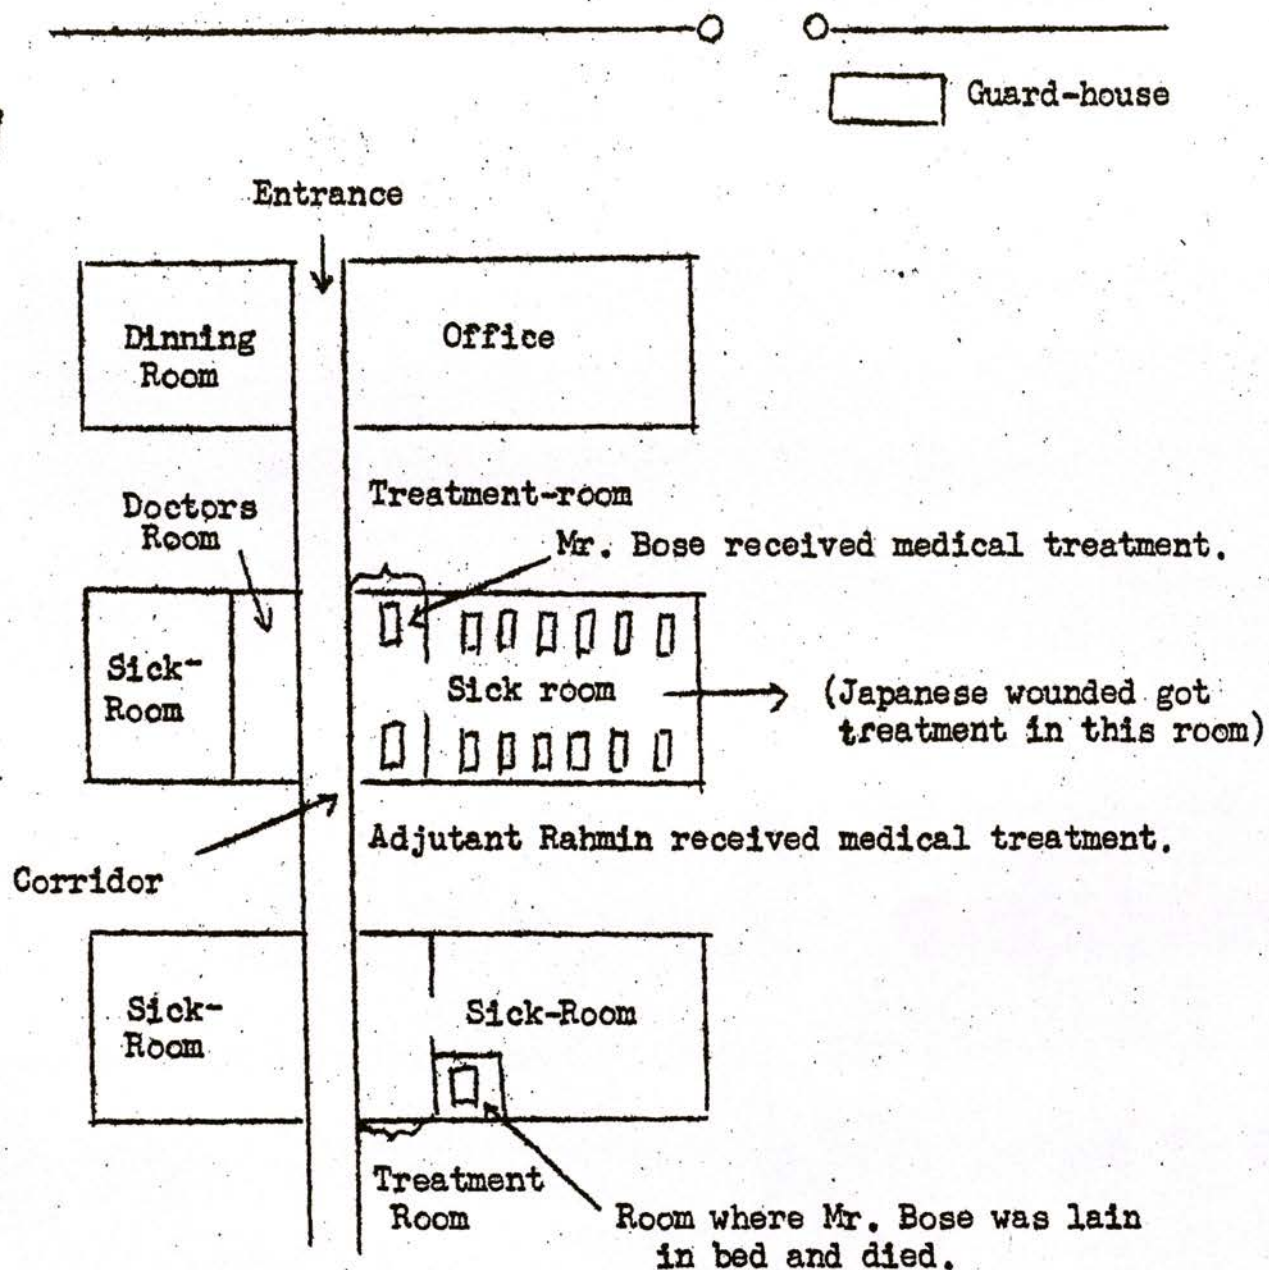 Guard-house
Entrance
Dinning
Room
Office
Doctors
Room
Treatment-room
Mr. Bose received medical treatment.
Sick-
Room
Sick room
(Japanese wounded got
treatment in this room)
Adjutant Rahmin received medical treatment.
Corridor
Sick-
Room
Sick-Room
Treatment
Room
Room where Mr. Bose was lain
in bed and died.